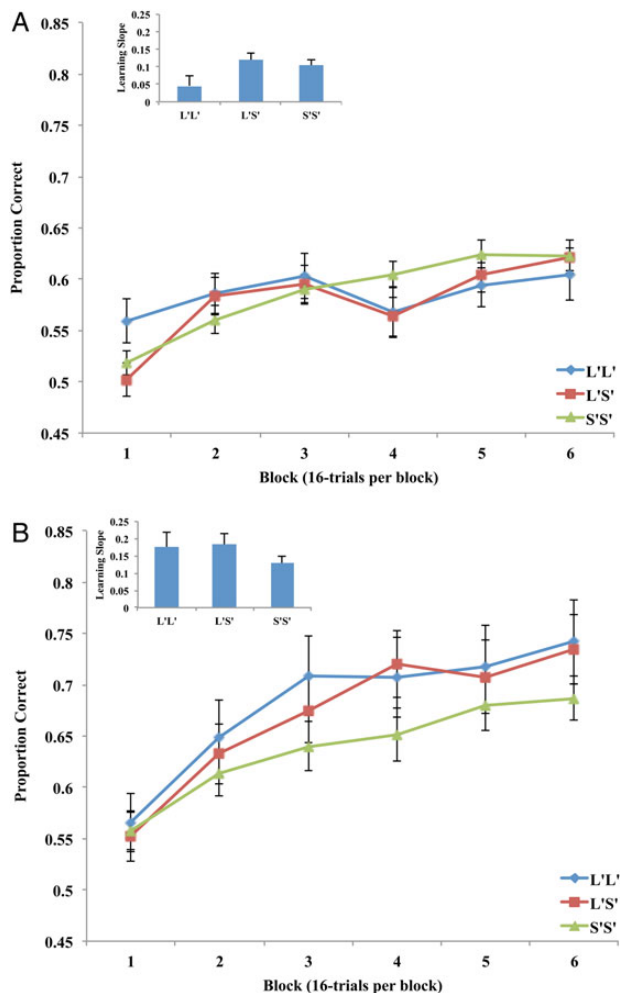 A
Learning Slope
0.25
0.2
0.15
0.1
0.05
0
L'L' L'S' S'S'
Proportion Correct
0.85
0.8
0.75
0.7
0.65
0.6
0.55
0.5
0.45
L'L'
L'S'
S'S'
1 2 3 4 5 6
Block (16-trials per block)
B
Learning Slope
0.25
0.2
0.15
0.1
0.05
0
L'L' L'S' S'S'
Proportion Correct
0.85
0.8
0.75
0.7
0.65
0.6
0.55
0.5
0.45
L'L'
L'S'
S'S'
1 2 3 4 5 6
Block (16-trials per block)